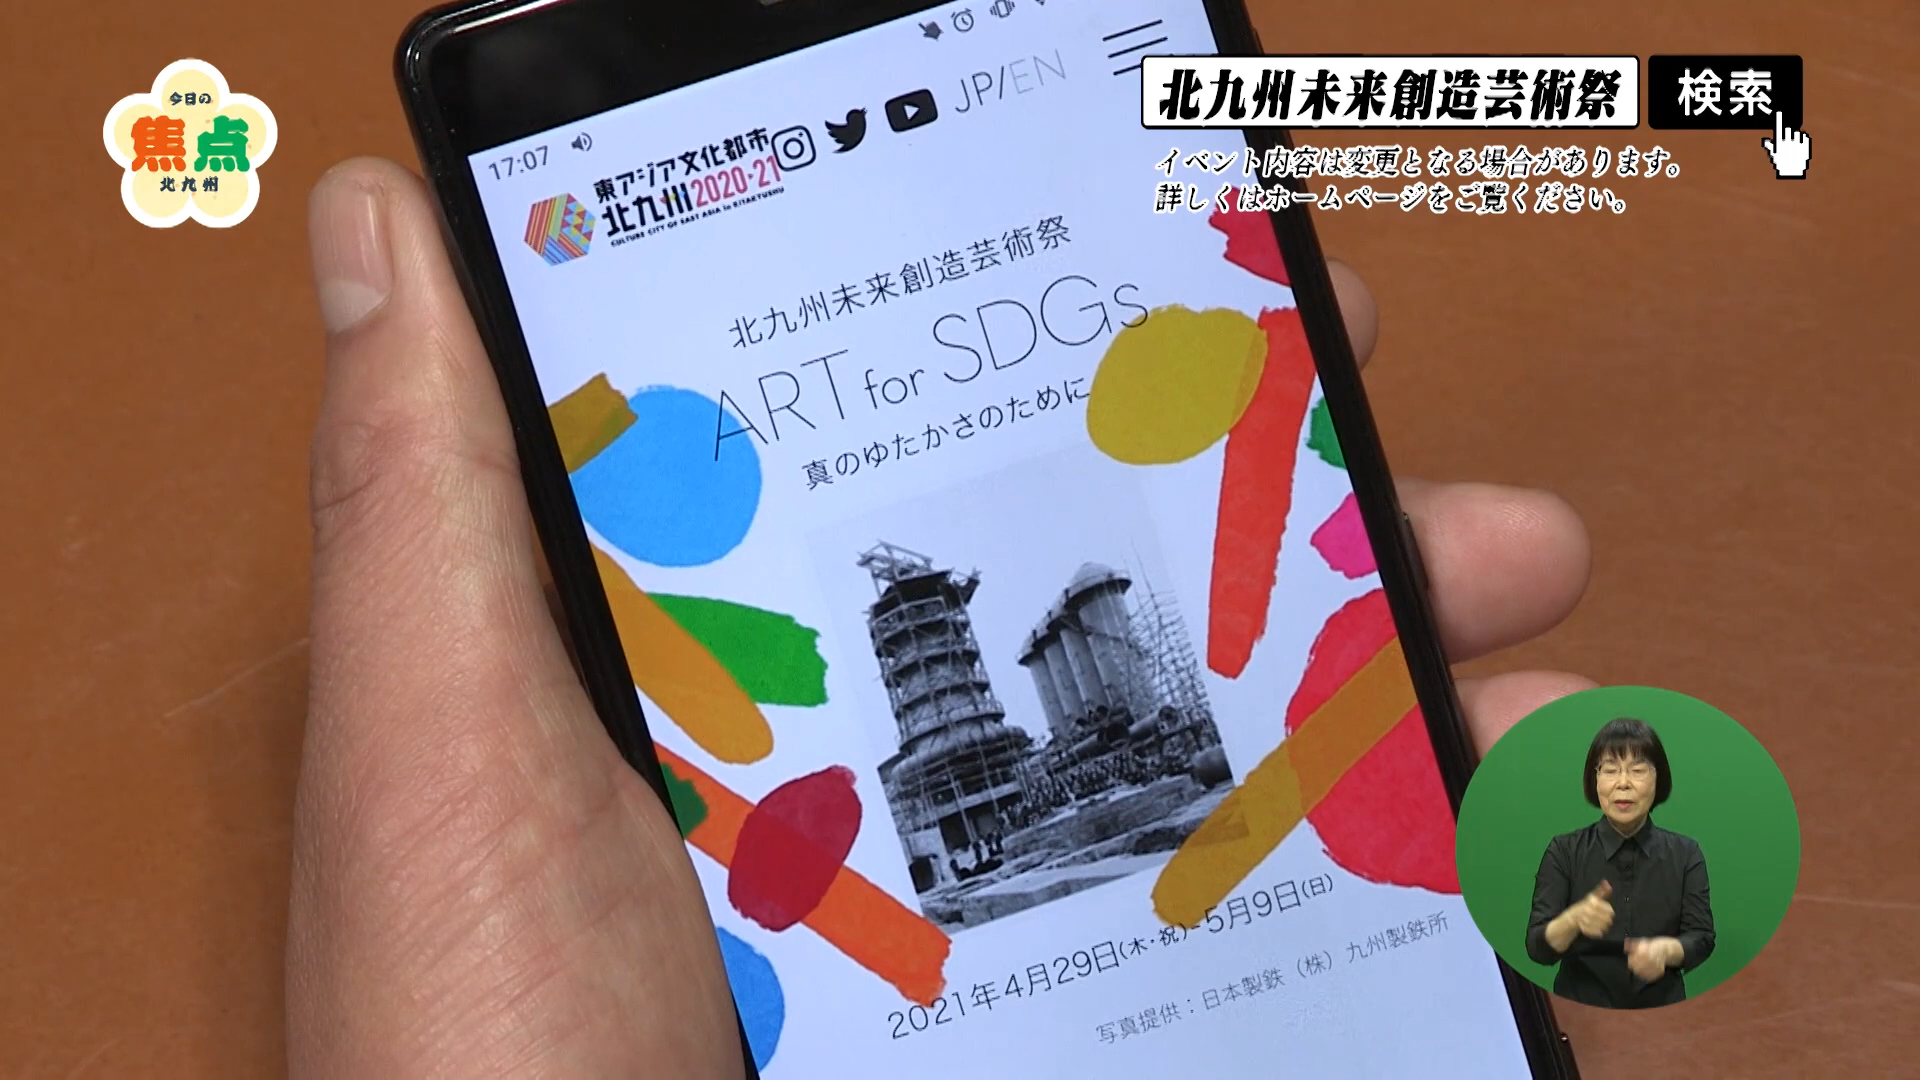 今日の
焦点
北九州
北九州未来創造芸術祭 検索
イベント内容は変更となる場合があります。
詳しくはホームページをご覧ください。
17:07
東アジア文化都市
北九州2020▸21
CULTURE CITY OF EAST ASIA in KITAKYUSHU
JP/EN
北九州未来創造芸術祭
ART for SDGs
真のゆたかさのために
2021年4月29日(木・祝)-5月9日(日)
写真提供：日本製鉄（株）九州製鉄所